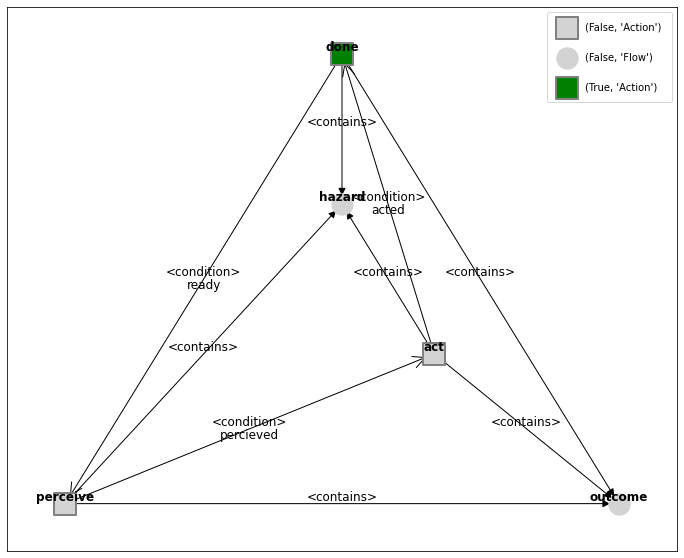 done
(False, 'Action')
(False, 'Flow')
(True, 'Action')
<contains>
hazard
<condition>
acted
<condition>
ready
<contains>
<contains>
<contains>
act
<condition>
percieved
<contains>
perceive
<contains>
outcome